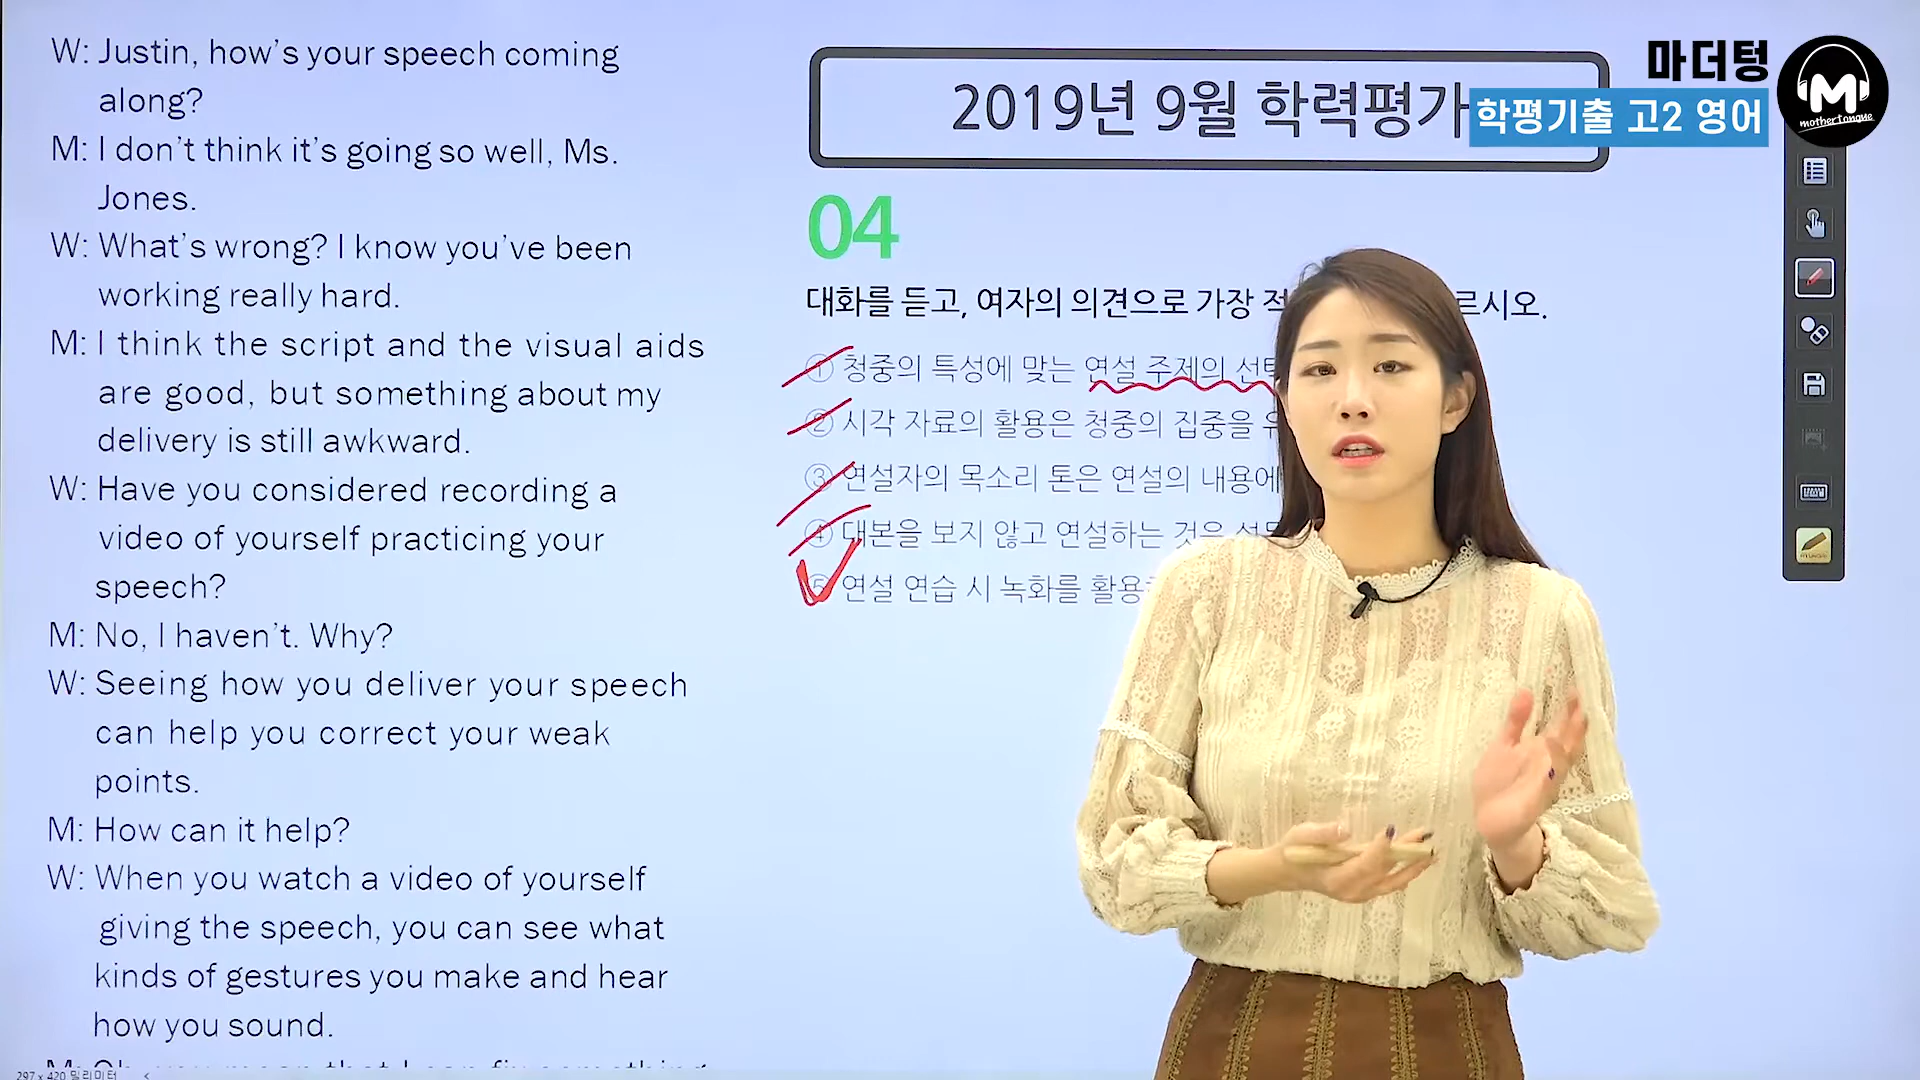 W: Justin, how's your speech coming
along?
M: I don't think it's going so well, Ms.
Jones.
W: What's wrong? I know you've been
working really hard.
M: I think the script and the visual aids
are good, but something about my
delivery is still awkward.
W: Have you considered recording a
video of yourself practicing your
speech?
M: No, I haven't. Why?
W: Seeing how you deliver your speech
can help you correct your weak
points.
M: How can it help?
W: When you watch a video of yourself
giving the speech, you can see what
kinds of gestures you make and hear
how you sound.
297 x 420 밀리미터
2019년 9월 학력평가
04
대화를 듣고, 여자의 의견으로 가장 르시오.
① 청중의 특성에 맞는 연설 주제의
② 시각 자료의 활용은 청중의 집중을
③ 연설자의 목소리 톤은 연설의 내용에
④ 대본을 보지 않고 연설하는 것은
⑤ 연설 연습 시 녹화를
마더텅
학평기출 고2 영어
M
mothertongue